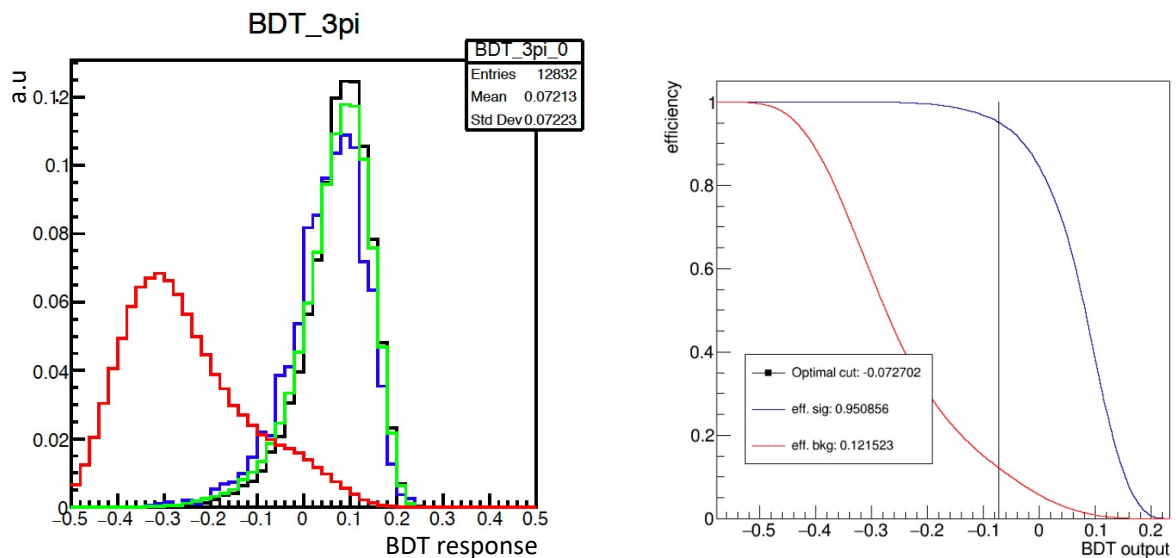 BDT_3pi
BDT_3pi_0
Entries 12832
Mean 0.07213
Std Dev 0.07223
a.u
0.12
0.1
0.08
0.06
0.04
0.02
0
−0.5 −0.4 −0.3 −0.2 −0.1 0 0.1 0.2 0.3 0.4 0.5
BDT response
efficiency
1
0.8
0.6
0.4
0.2
0
Optimal cut: -0.072702
eff. sig: 0.950856
eff. bkg: 0.121523
−0.5 −0.4 −0.3 −0.2 −0.1 0 0.1 0.2
BDT output